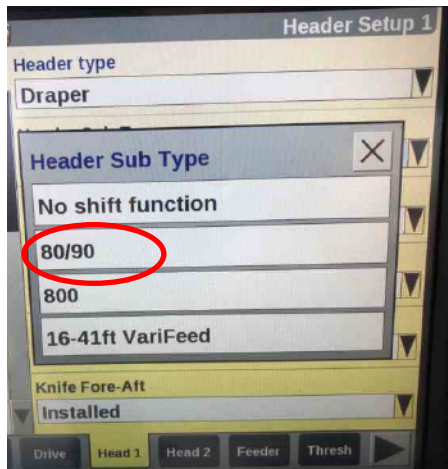 Header Setup 1
Header type
Draper
Header Sub Type
No shift function
80/90
800
16-41ft VariFeed
Knife Fore-Aft
Installed
Drive Head 1 Head 2 Feeder Thresh